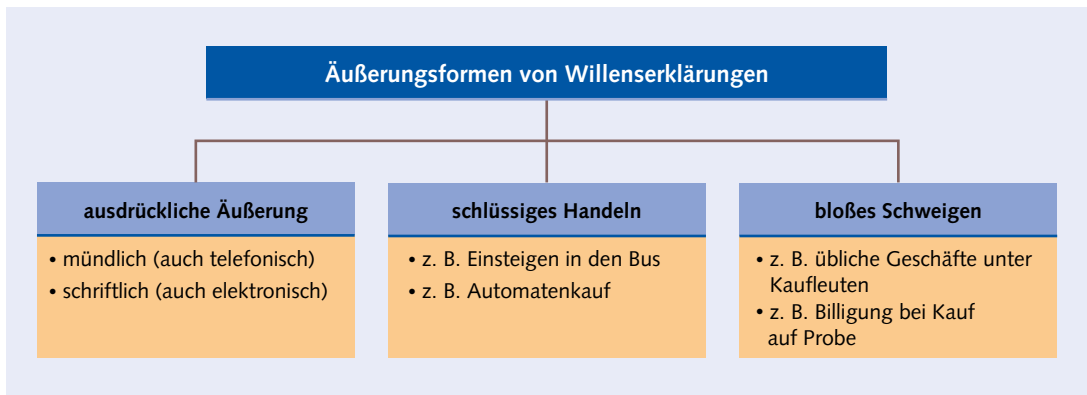 Äußerungsformen von Willenserklärungen
ausdrückliche Äußerung
• mündlich (auch telefonisch)
• schriftlich (auch elektronisch)
schlüssiges Handeln
• z. B. Einsteigen in den Bus
• z. B. Automatenkauf
bloßes Schweigen
• z. B. übliche Geschäfte unter
Kaufleuten
• z. B. Billigung bei Kauf
auf Probe